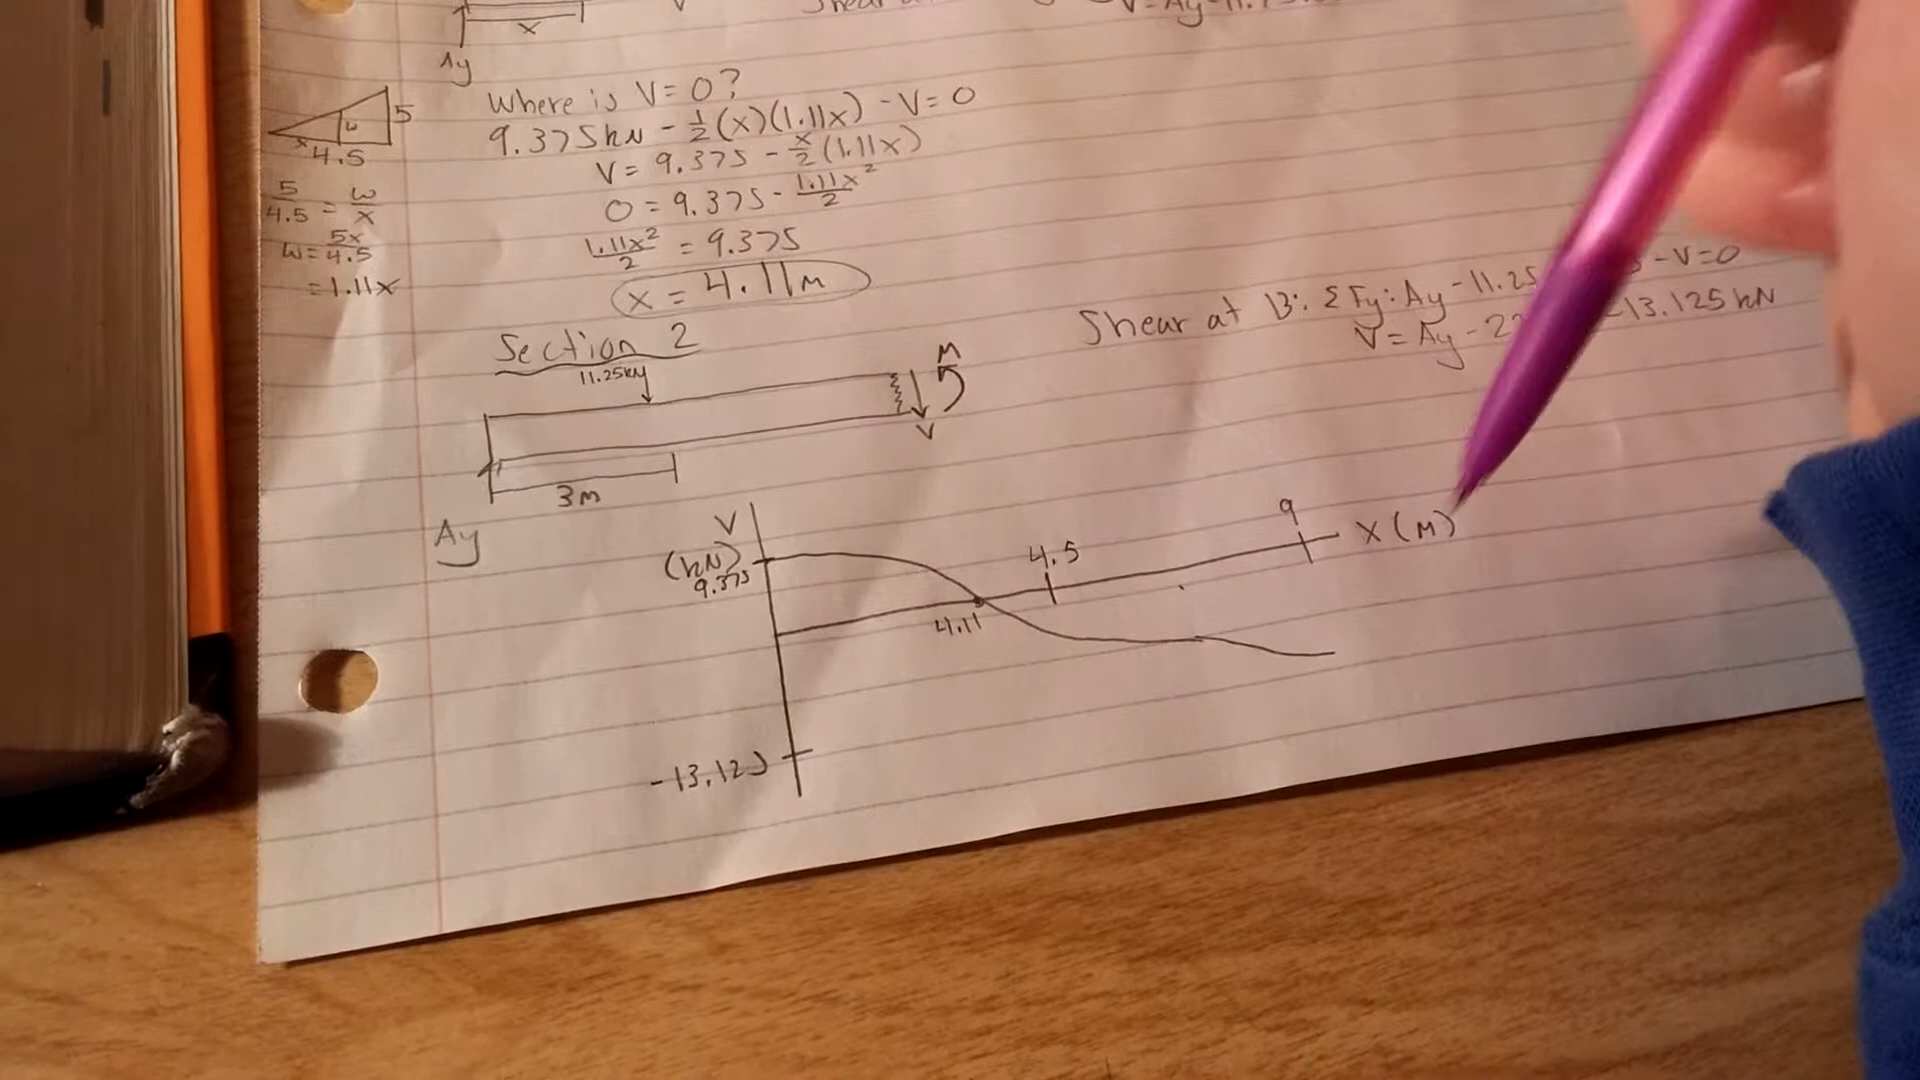 x
V
Ay
Where is V = 0?
9.375kN - 1/2(x)(1.11x) - V = 0
V = 9.375 - x/2(1.11x)
0 = 9.375 - 1.11x²/2
1.11x²/2 = 9.375
x = 4.11m
5
w
x
4.5
5/4.5 = w/x
w = 5x/4.5
= 1.11x
Shear at B: ΣFy: Ay - 11.25 - V = 0
V = Ay - 22 -13.125 kN
Section 2
11.25kN
M
V
3m
Ay
V
(kN)
9.375
4.11
4.5
9
x (m)
-13.125